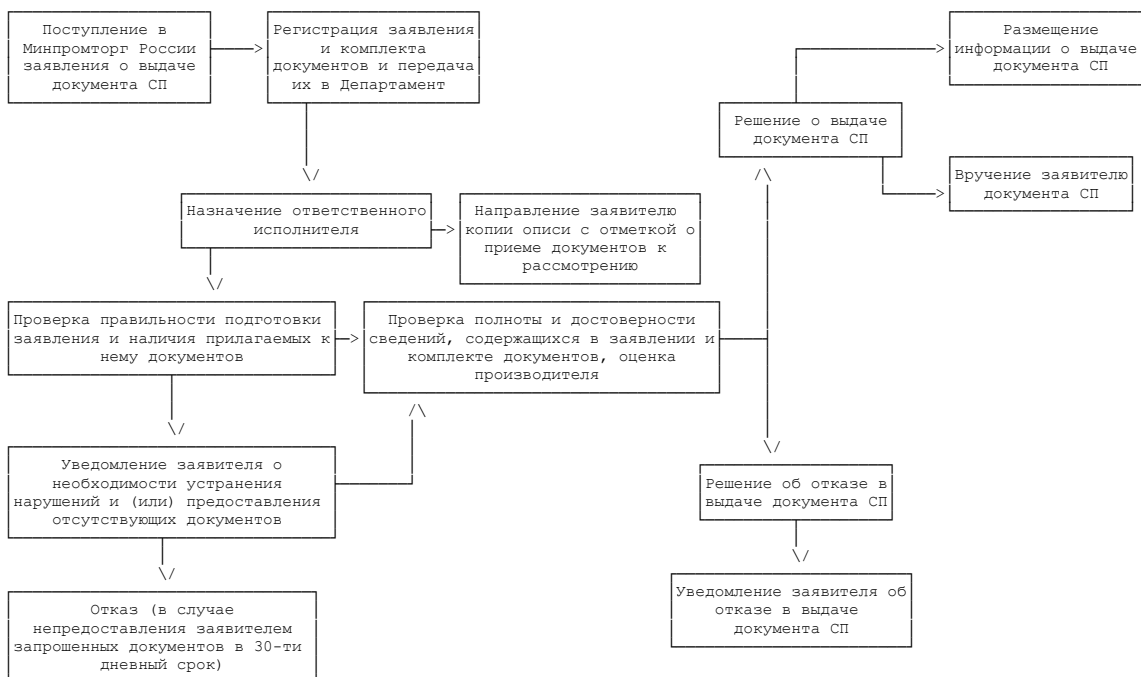 Поступление в
Минпромторг России
заявления о выдаче
документа СП
Регистрация заявления
и комплекта
документов и передача
их в Департамент
Размещение
информации о выдаче
документа СП
Решение о выдаче
документа СП
Вручение заявителю
документа СП
Назначение ответственного
исполнителя
Направление заявителю
копии описи с отметкой о
приеме документов к
рассмотрению
Проверка правильности подготовки
заявления и наличия прилагаемых к
нему документов
Проверка полноты и достоверности
сведений, содержащихся в заявлении и
комплекте документов, оценка
производителя
Уведомление заявителя о
необходимости устранения
нарушений и (или) предоставления
отсутствующих документов
Решение об отказе в
выдаче документа СП
Отказ (в случае
непредоставления заявителем
запрошенных документов в 30-ти
дневный срок)
Уведомление заявителя об
отказе в выдаче
документа СП